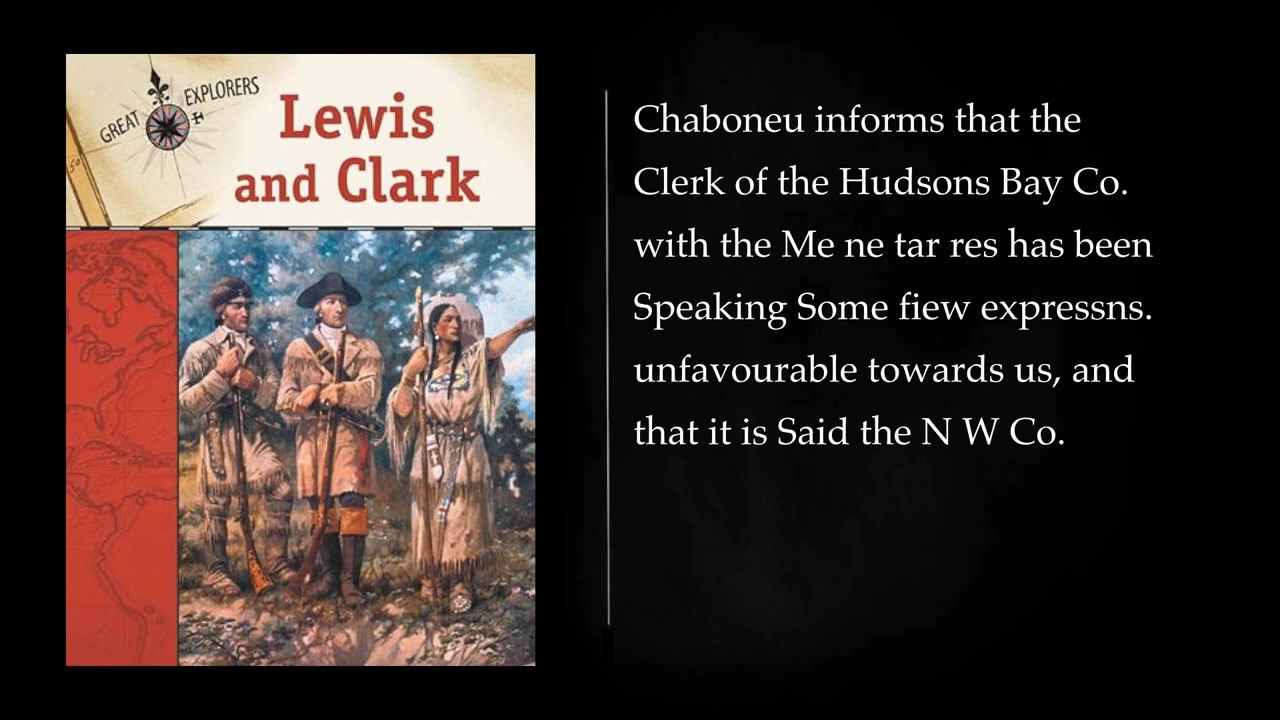 GREAT EXPLORERS
Lewis
and Clark
Chaboneu informs that the
Clerk of the Hudsons Bay Co.
with the Me ne tar res has been
Speaking Some fiew expressns.
unfavourable towards us, and
that it is Said the N W Co.